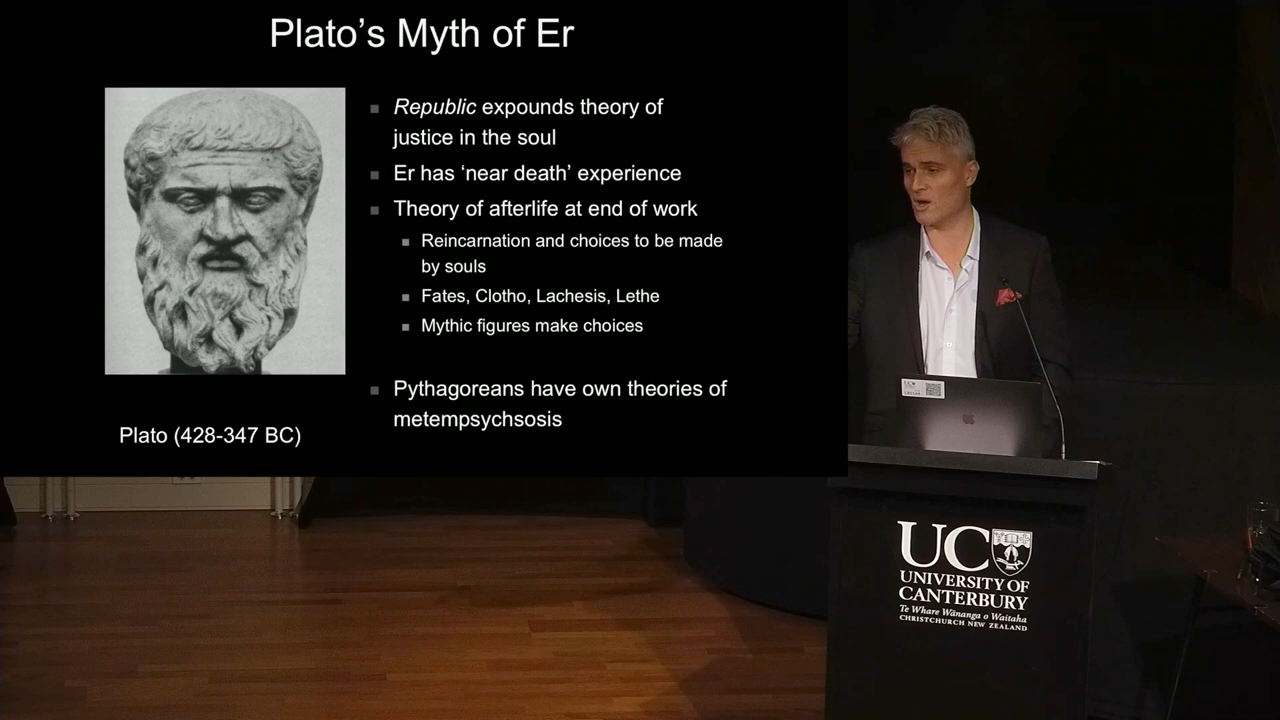 Plato’s Myth of Er
Republic expounds theory of
justice in the soul
Er has ‘near death’ experience
Theory of afterlife at end of work
Reincarnation and choices to be made
by souls
Fates, Clotho, Lachesis, Lethe
Mythic figures make choices
Pythagoreans have own theories of
metempsychsosis
Plato (428-347 BC)
UC
UNIVERSITY OF
CANTERBURY
Te Whare Wānanga o Waitaha
CHRISTCHURCH NEW ZEALAND